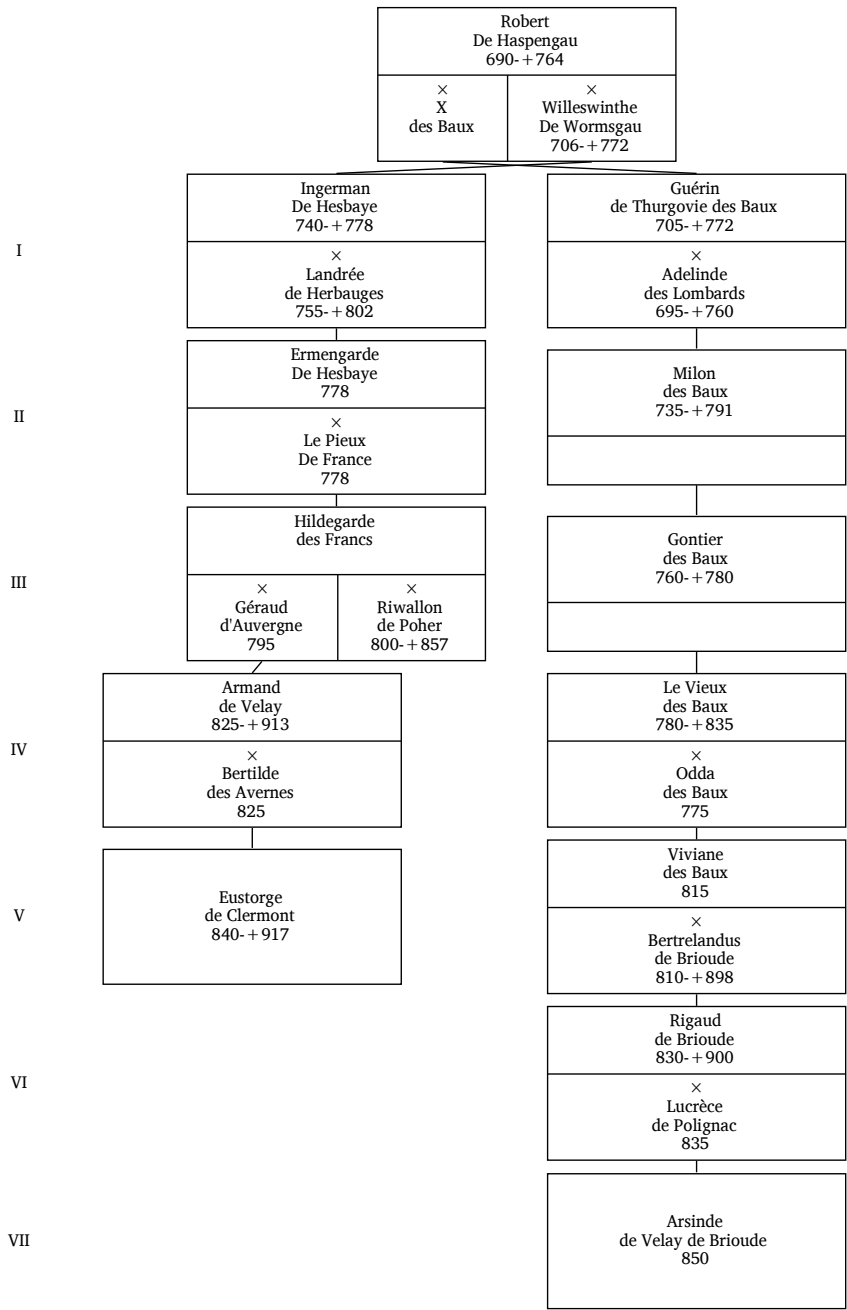 Robert
De Haspengau
690-+764
×
X
des Baux
×
Willeswinthe
De Wormsgau
706-+772
I
Ingerman
De Hesbaye
740-+778
×
Landrée
de Herbauges
755-+802
Guérin
de Thurgovie des Baux
705-+772
×
Adelinde
des Lombards
695-+760
II
Ermengarde
De Hesbaye
778
×
Le Pieux
De France
778
Milon
des Baux
735-+791
III
Hildegarde
des Francs
×
Géraud
d'Auvergne
795
×
Riwallon
de Poher
800-+857
Gontier
des Baux
760-+780
IV
Armand
de Velay
825-+913
×
Bertilde
des Avernes
825
Le Vieux
des Baux
780-+835
×
Odda
des Baux
775
V
Eustorge
de Clermont
840-+917
Viviane
des Baux
815
×
Bertrelandus
de Brioude
810-+898
VI
Rigaud
de Brioude
830-+900
×
Lucrèce
de Polignac
835
VII
Arsinde
de Velay de Brioude
850